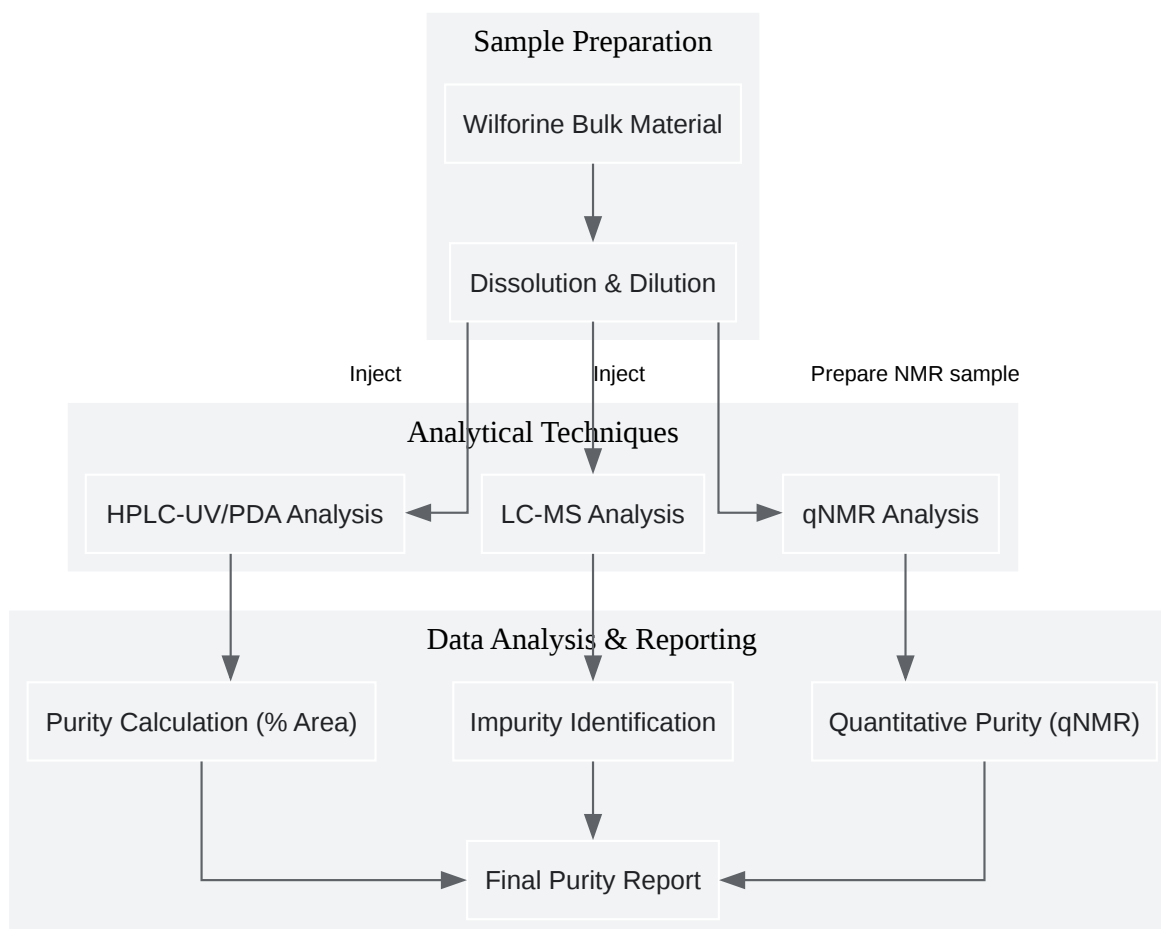 Sample Preparation
Wilforine Bulk Material
Dissolution & Dilution
Inject
Inject
Prepare NMR sample
Analytical Techniques
HPLC-UV/PDA Analysis
LC-MS Analysis
qNMR Analysis
Data Analysis & Reporting
Purity Calculation (% Area)
Impurity Identification
Quantitative Purity (qNMR)
Final Purity Report